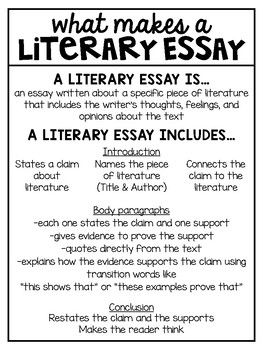 what makes a
LITERARY ESSAY
A LITERARY ESSAY IS...
an essay written about a specific piece of literature
that includes the writer's thoughts, feelings, and
opinions about the text
A LITERARY ESSAY INCLUDES...
Introduction
States a claim Names the piece Connects the
about of literature claim to the
literature (Title & Author) literature
Body paragraphs
-each one states the claim and one support
-gives evidence to prove the support
-quotes directly from the text
-explains how the evidence supports the claim using
transition words like
"this shows that" or "these examples prove that"
Conclusion
Restates the claim and the supports
Makes the reader think